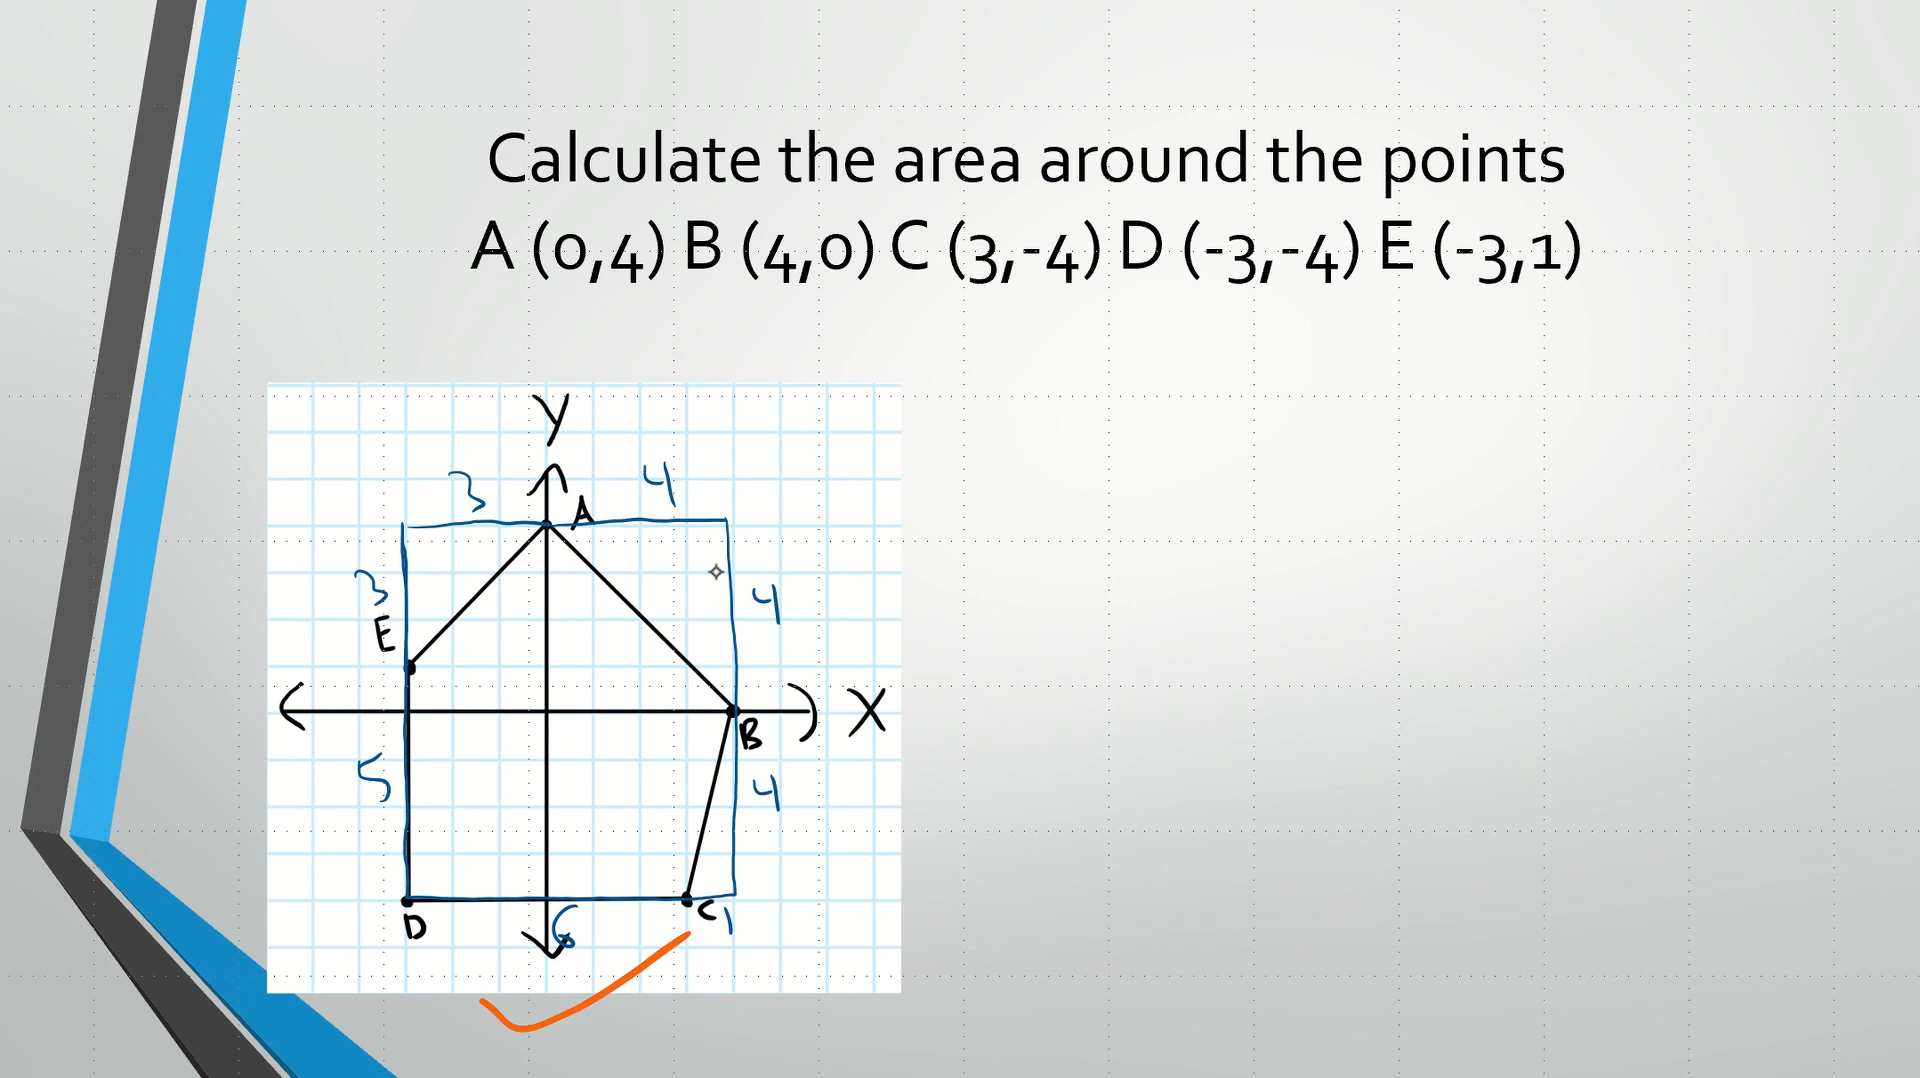 Calculate the area around the points
A (0,4) B (4,0) C (3,-4) D (-3,-4) E (-3,1)
y
3 4
A
3 4
E
X
B
5 4
C 1
D 6